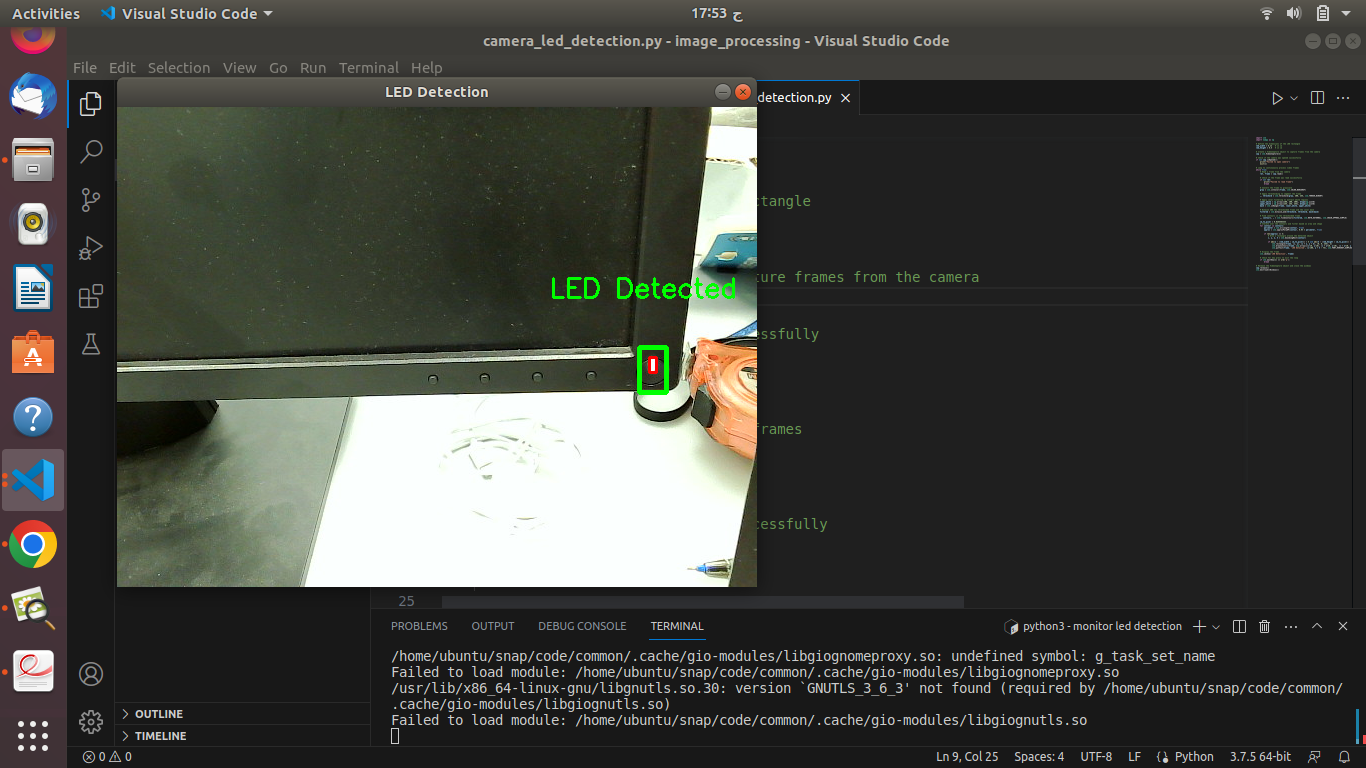 Activities
Visual Studio Code
17:53 ح
camera_led_detection.py - image_processing - Visual Studio Code
File Edit Selection View Go Run Terminal Help
LED Detection
detection.py
ctangle
ture frames from the camera
LED Detected
essfully
frames
cessfully
25
PROBLEMS OUTPUT DEBUG CONSOLE TERMINAL
python3 - monitor led detection
/home/ubuntu/snap/code/common/.cache/gio-modules/libgiognomeproxy.so: undefined symbol: g_task_set_name
Failed to load module: /home/ubuntu/snap/code/common/.cache/gio-modules/libgiognomeproxy.so
/usr/lib/x86_64-linux-gnu/libgnutls.so.30: version `GNUTLS_3_6_3' not found (required by /home/ubuntu/snap/code/common/
.cache/gio-modules/libgiognutls.so)
Failed to load module: /home/ubuntu/snap/code/common/.cache/gio-modules/libgiognutls.so
OUTLINE
TIMELINE
0 0
Ln 9, Col 25 Spaces: 4 UTF-8 LF Python 3.7.5 64-bit